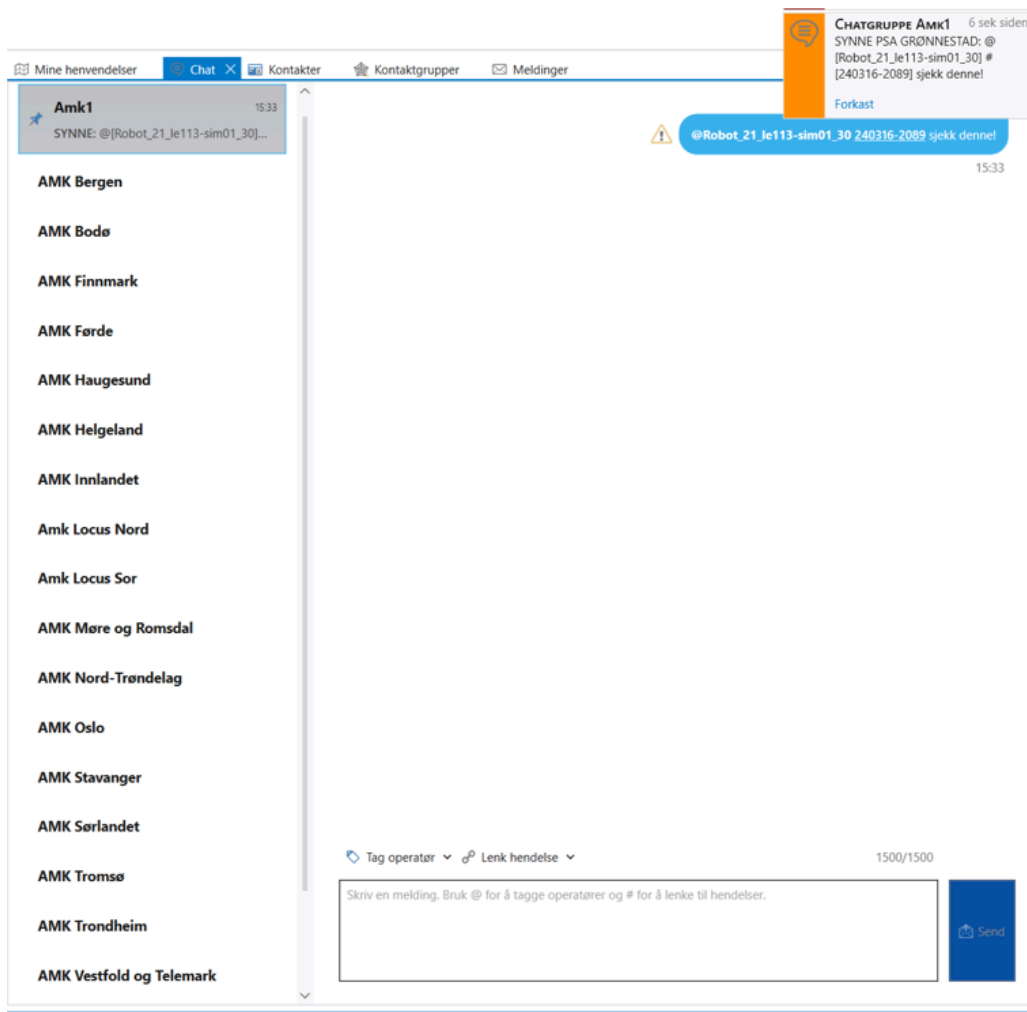 CHATGRUPPE AMK1 6 sek siden
SYNNE PSA GRØNNESTAD: @
[Robot_21_le113-sim01_30] #
[240316-2089] sjekk denne!
Forkast
Mine henvendelser Chat Kontakter Kontaktgrupper Meldinger
Amk1 15:33
SYNNE: @[Robot_21_le113-sim01_30]...
@Robot_21_le113-sim01_30 240316-2089 sjekk denne!
15:33
AMK Bergen
AMK Bodø
AMK Finnmark
AMK Førde
AMK Haugesund
AMK Helgeland
AMK Innlandet
Amk Locus Nord
Amk Locus Sor
AMK Møre og Romsdal
AMK Nord-Trøndelag
AMK Oslo
AMK Stavanger
AMK Sørlandet
AMK Tromsø
AMK Trondheim
AMK Vestfold og Telemark
Tag operatør Lenk hendelse 1500/1500
Skriv en melding. Bruk @ for å tagge operatører og # for å lenke til hendelser.
Send